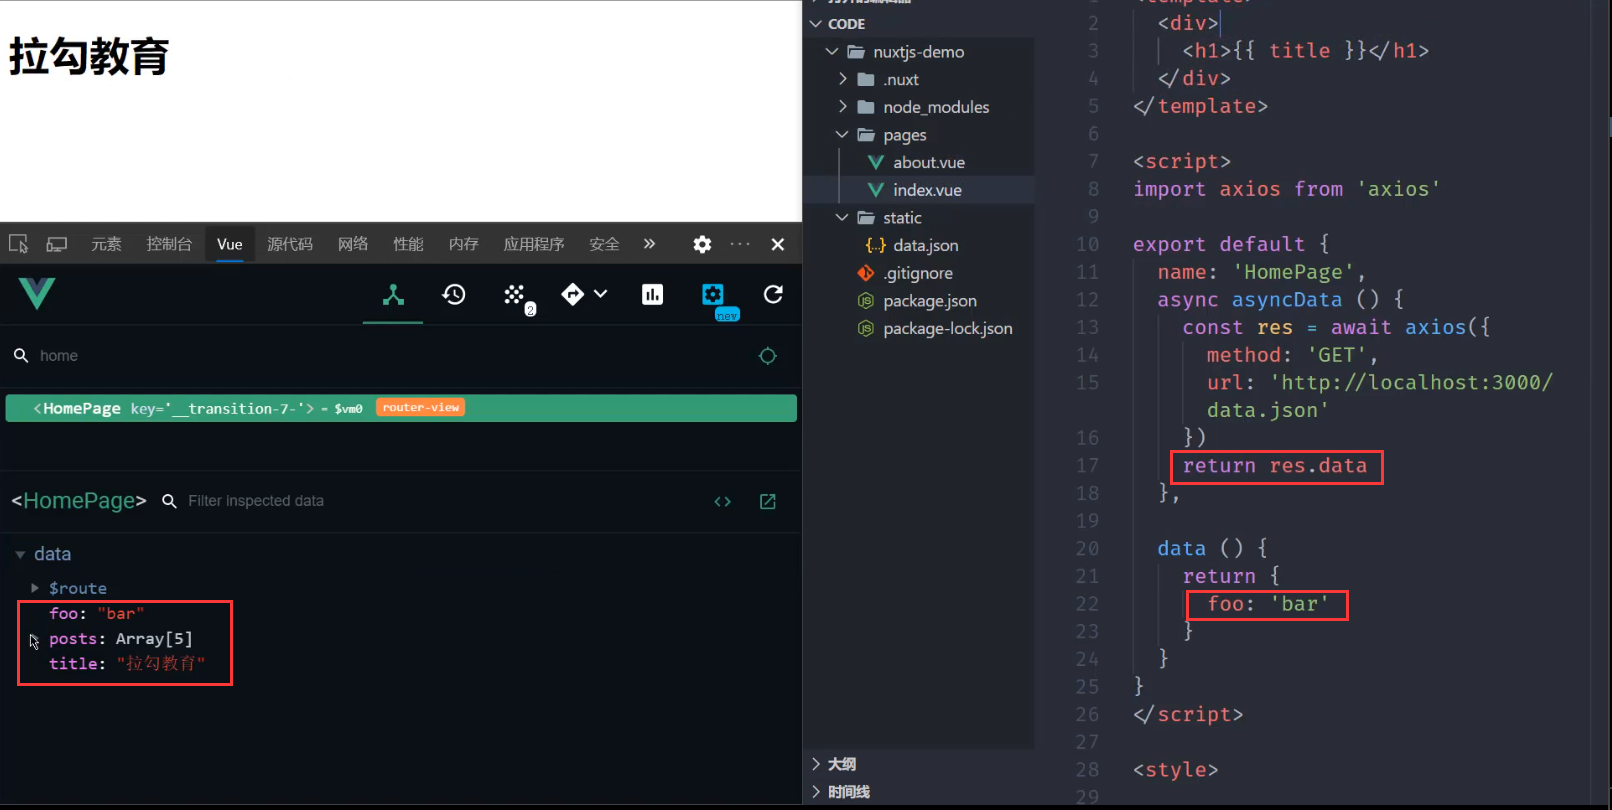 拉勾教育
元素 控制台 Vue 源代码 网络 性能 内存 应用程序 安全 » ··· ×
2
new
home
<HomePage key='__transition-7-'> = $vm0 router-view
<HomePage> Filter inspected data <>
data
$route
foo: "bar"
posts: Array[5]
title: "拉勾教育"
CODE
nuxtjs-demo
.nuxt
node_modules
pages
about.vue
index.vue
static
{..} data.json
.gitignore
JS package.json
JS package-lock.json
大纲
时间线
2 <div>
3 <h1>{{ title }}</h1>
4 </div>
5 </template>
6
7 <script>
8 import axios from 'axios'
9
10 export default {
11 name: 'HomePage',
12 async asyncData () {
13 const res = await axios({
14 method: 'GET',
15 url: 'http://localhost:3000/
data.json'
16 })
17 return res.data
18 },
19
20 data () {
21 return {
22 foo: 'bar'
23 }
24 }
25 }
26 </script>
27
28 <style>
29